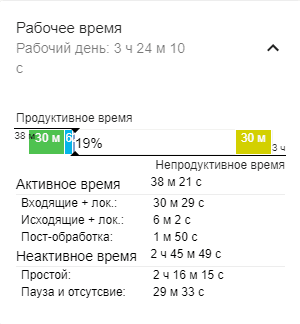 Рабочее время
Рабочий день: 3 ч 24 м 10
с
Продуктивное время
38 м 30 м 6 19% 30 м 3 ч
Непродуктивное время
Активное время 38 м 21 с
Входящие + лок.: 30 м 29 с
Исходящие + лок.: 6 м 2 с
Пост-обработка: 1 м 50 с
Неактивное время 2 ч 45 м 49 с
Простой: 2 ч 16 м 15 с
Пауза и отсутсвие: 29 м 33 с